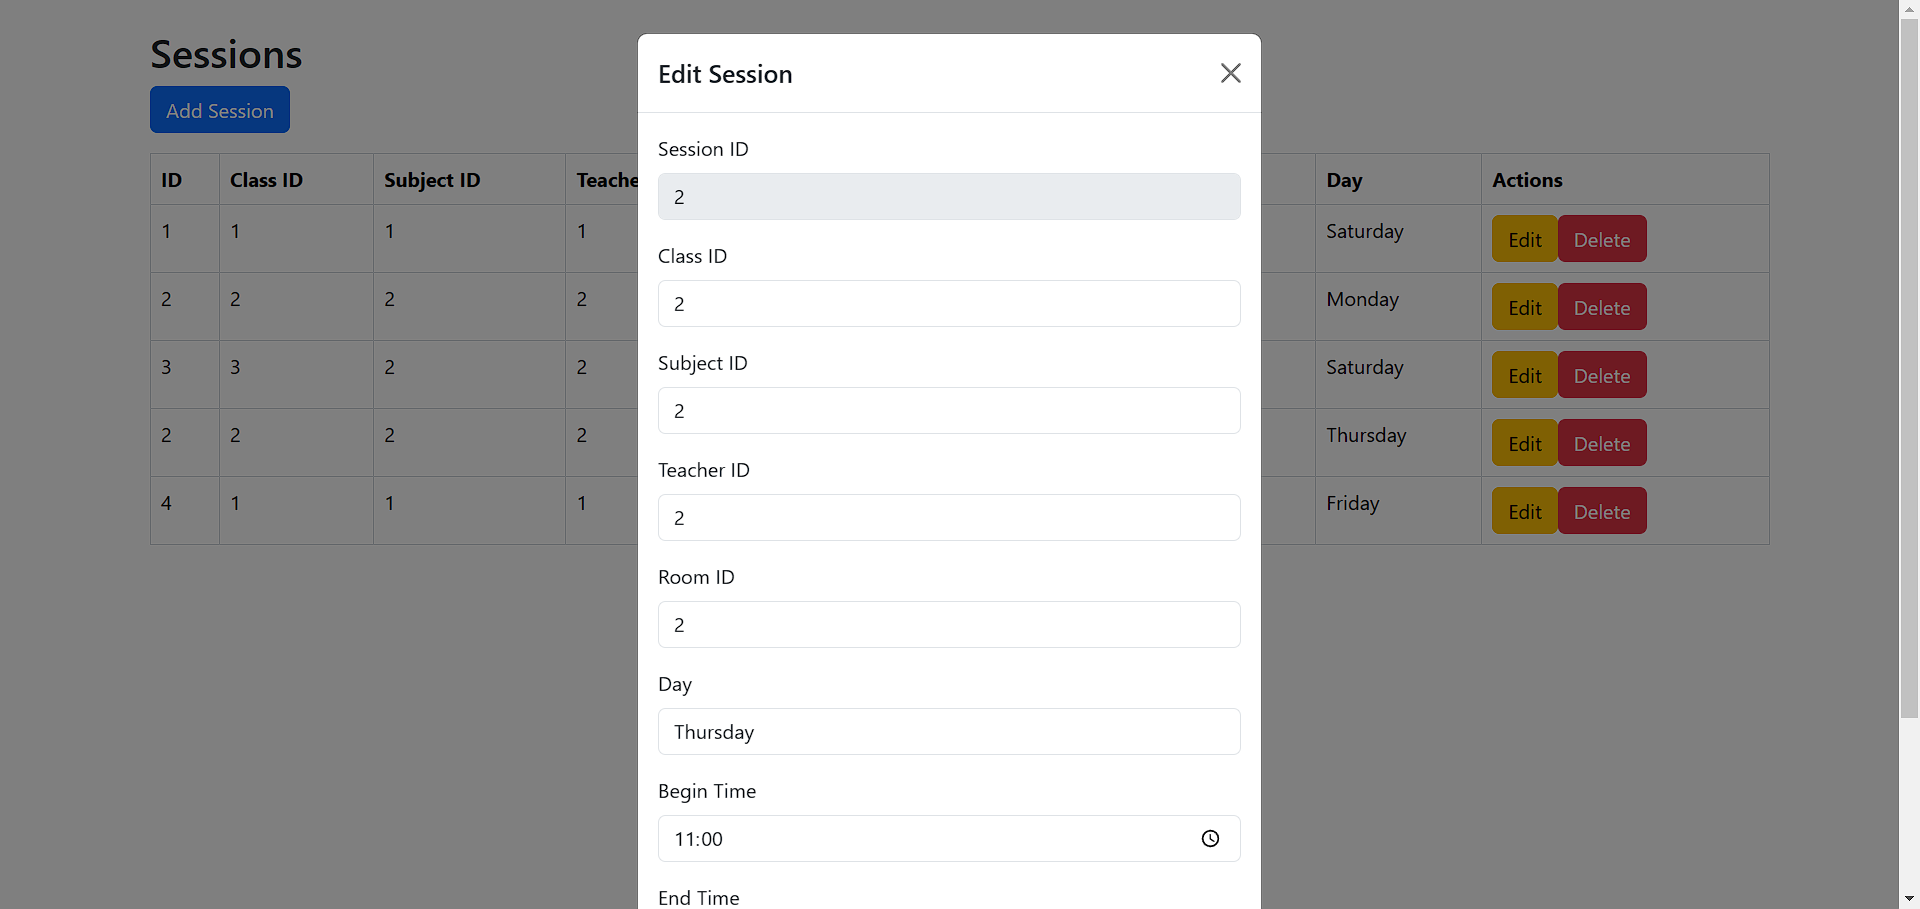 Sessions
Add Session
ID Class ID Subject ID Teache Day Actions
1 1 1 1 Saturday Edit Delete
2 2 2 2 Monday Edit Delete
3 3 2 2 Saturday Edit Delete
2 2 2 2 Thursday Edit Delete
4 1 1 1 Friday Edit Delete
Edit Session
Session ID
2
Class ID
2
Subject ID
2
Teacher ID
2
Room ID
2
Day
Thursday
Begin Time
11:00
End Time